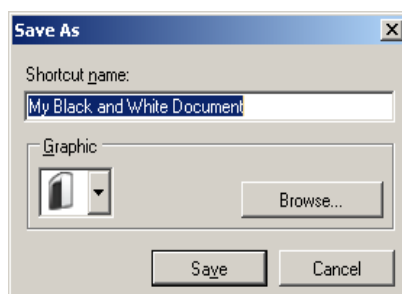 Save As
Shortcut name:
My Black and White Document
Graphic
Browse...
Save
Cancel